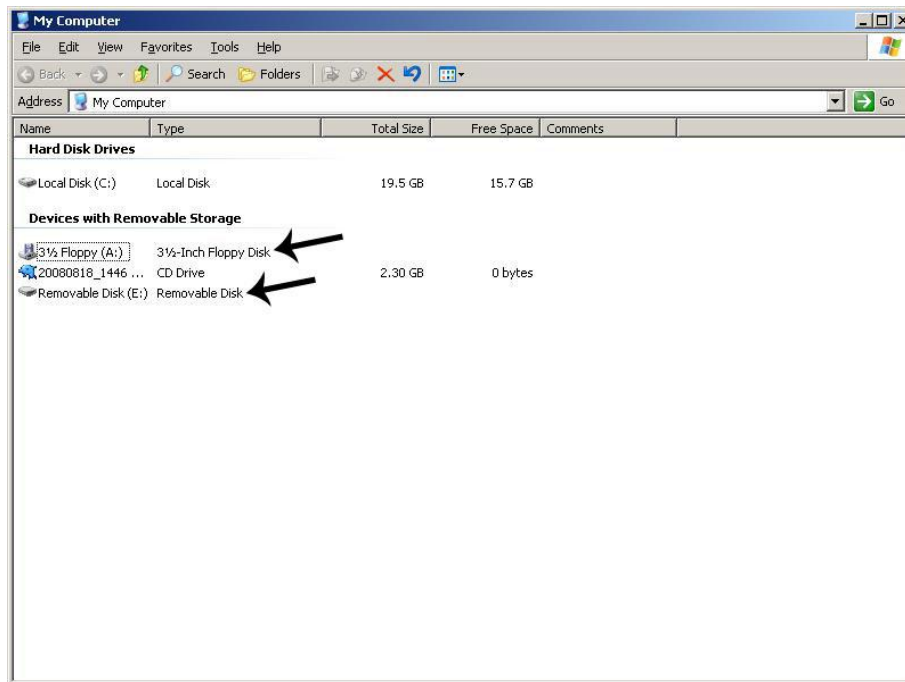 My Computer
File Edit View Favorites Tools Help
Back Search Folders
Address My Computer Go
Name Type Total Size Free Space Comments
Hard Disk Drives
Local Disk (C:) Local Disk 19.5 GB 15.7 GB
Devices with Removable Storage
3½ Floppy (A:) 3½-Inch Floppy Disk
20080818_1446 ... CD Drive 2.30 GB 0 bytes
Removable Disk (E:) Removable Disk